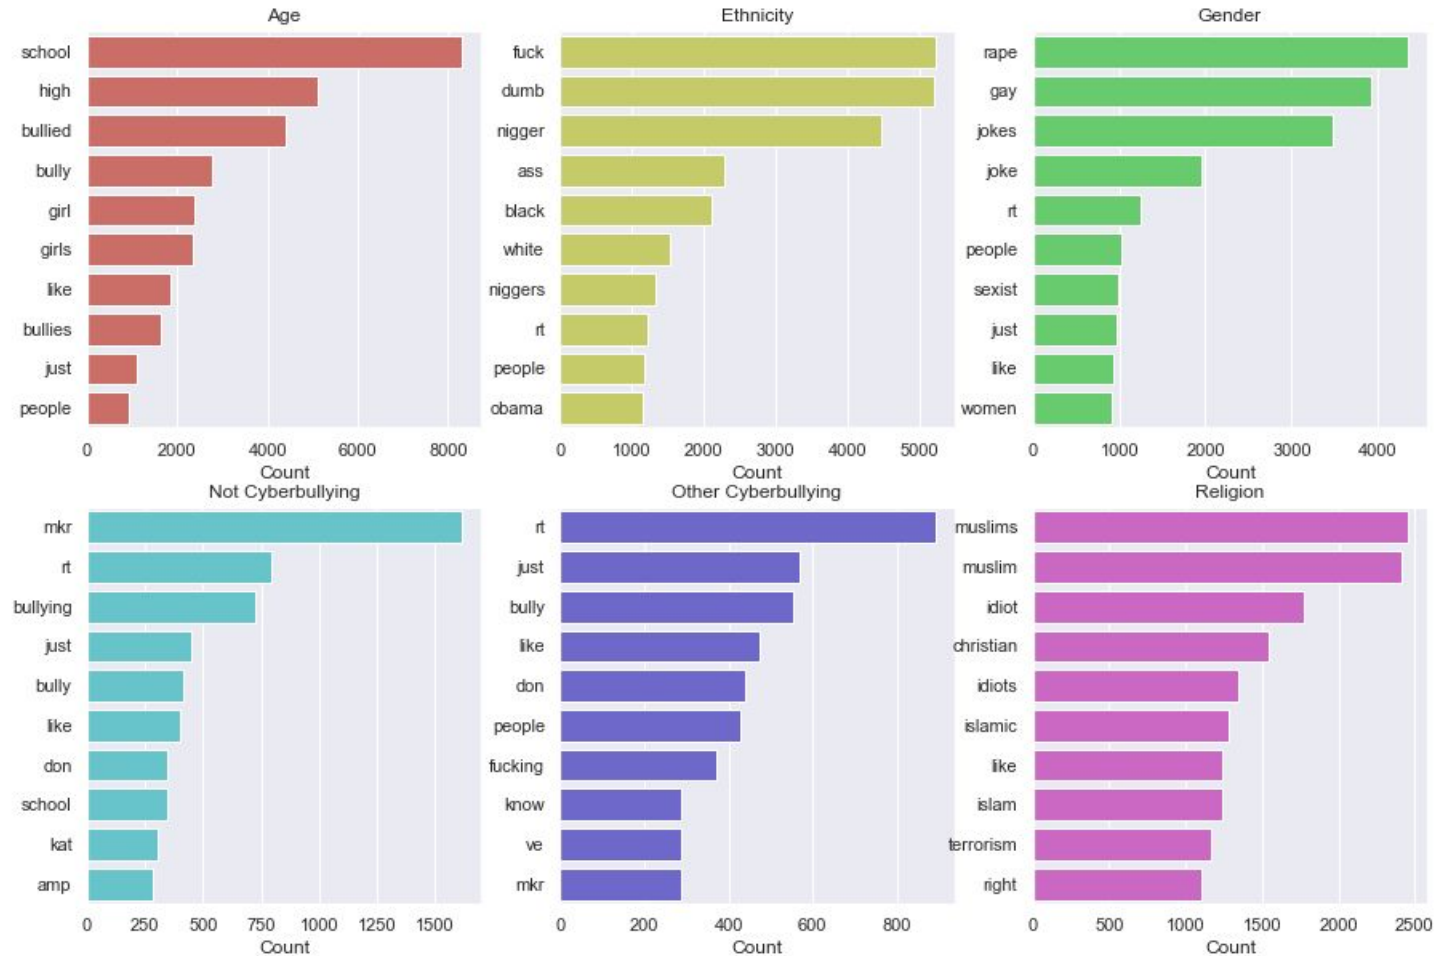 Age
school
high
bullied
bully
girl
girls
like
bullies
just
people
0 2000 4000 6000 8000
Count
Ethnicity
fuck
dumb
nigger
ass
black
white
niggers
rt
people
obama
0 1000 2000 3000 4000 5000
Count
Gender
rape
gay
jokes
joke
rt
people
sexist
just
like
women
0 1000 2000 3000 4000
Count
Not Cyberbullying
mkr
rt
bullying
just
bully
like
don
school
kat
amp
0 250 500 750 1000 1250 1500
Count
Other Cyberbullying
rt
just
bully
like
don
people
fucking
know
ve
mkr
0 200 400 600 800
Count
Religion
muslims
muslim
idiot
christian
idiots
islamic
like
islam
terrorism
right
0 500 1000 1500 2000 2500
Count